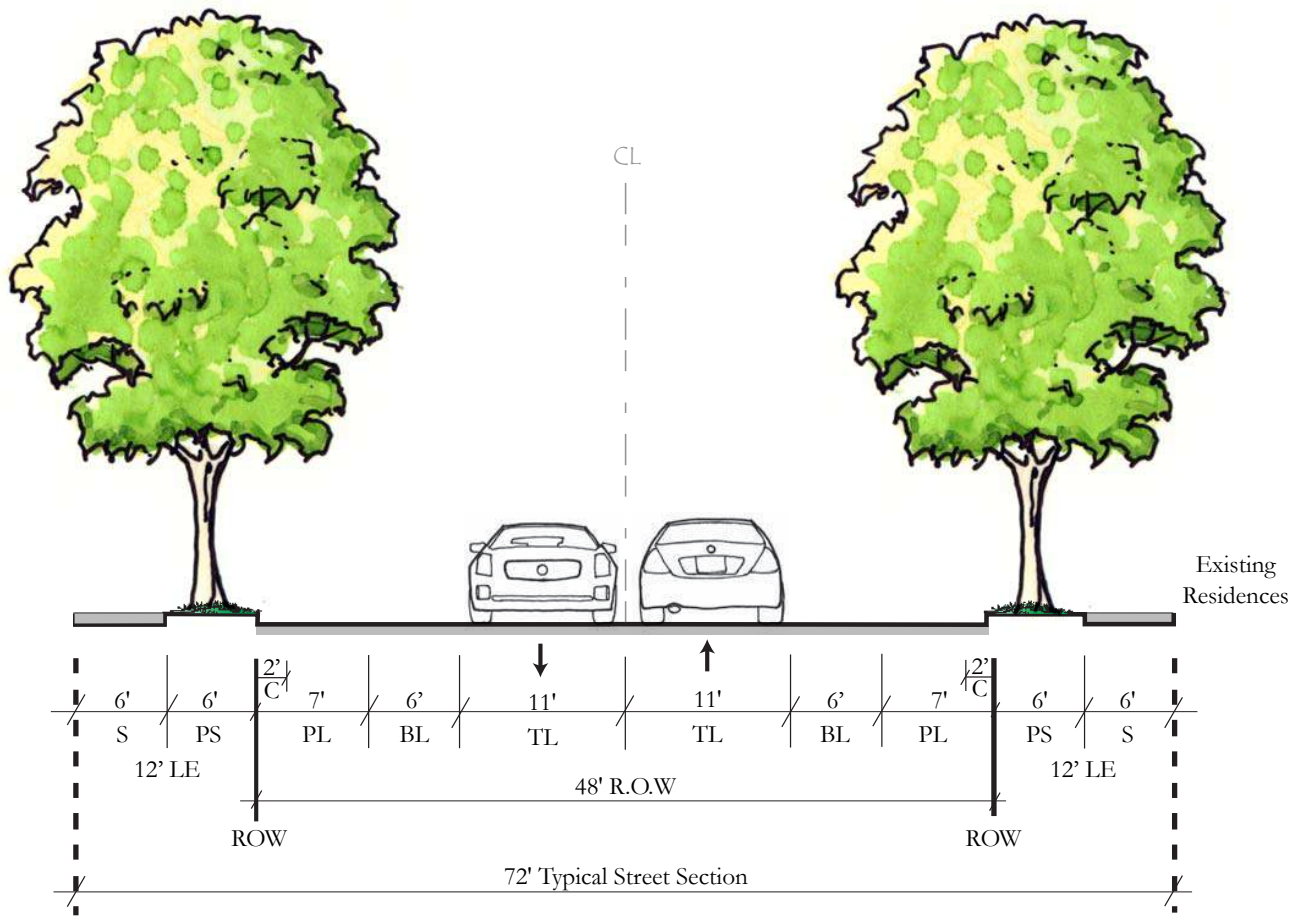 CL
Existing
Residences
2' 2'
C C
6' 6' 7' 6’ 11' 11' 6’ 7' 6' 6'
S PS PL BL TL TL BL PL PS S
12’ LE 12’ LE
48' R.O.W
ROW ROW
72' Typical Street Section